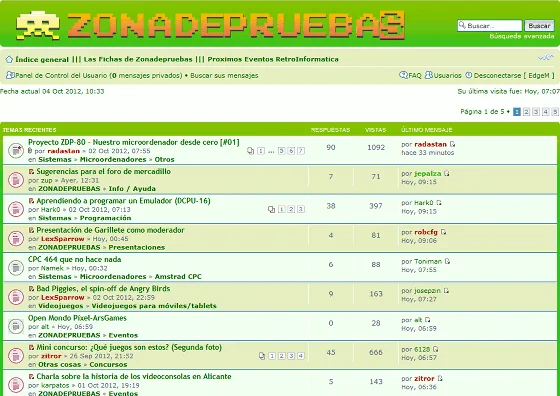 ZONADEPRUEBAS
Buscar...
Buscar
Búsqueda avanzada
Índice general ||| Las Fichas de Zonadepruebas ||| Proximos Eventos RetroInformatica
Panel de Control del Usuario (0 mensajes privados) • Buscar sus mensajes
FAQ Usuarios Desconectarse [ EdgeM ]
Fecha actual 04 Oct 2012, 10:33
Su última visita fue: Hoy, 07:07
Página 1 de 5 • 1 2 3 4 5
TEMAS RECIENTES RESPUESTAS VISTAS ÚLTIMO MENSAJE
Proyecto ZDP-80 - Nuestro microordenador desde cero [#01]
por radastan » 02 Oct 2012, 07:55
1 ... 5 6 7
en Sistemas » Microordenadores » Otros
90 1092
por radastan
hace 33 minutos
Sugerencias para el foro de mercadillo
por zup » Ayer, 12:31
en ZONADEPRUEBAS » Info / Ayuda
7 71
por jepalza
Hoy, 09:15
Aprendiendo a programar un Emulador (DCPU-16)
por Hark0 » 02 Oct 2012, 07:13
1 2 3
en Sistemas » Programación
38 397
por Hark0
Hoy, 09:15
Presentación de Garillete como moderador
por LexSparrow » Hoy, 00:45
en ZONADEPRUEBAS » Presentaciones
4 81
por robcfg
Hoy, 09:06
CPC 464 que no hace nada
por Namek » Hoy, 00:32
en Sistemas » Microordenadores » Amstrad CPC
6 88
por Toniman
Hoy, 07:55
Bad Piggies, el spin-off de Angry Birds
por LexSparrow » 02 Oct 2012, 22:59
en Videojuegos » Videojuegos para móviles/tablets
9 163
por josepzin
Hoy, 07:27
Open Mondo Pixel-ArsGames
por alt » Hoy, 06:59
en ZONADEPRUEBAS » Eventos
0 28
por alt
Hoy, 06:59
Mini concurso: ¿Qué juegos son estos? (Segunda foto)
por zitror » 26 Sep 2012, 21:52
1 2 3 4
en Otras cosas » Concursos
45 666
por 6128
Hoy, 06:57
Charla sobre la historia de los videoconsolas en Alicante
por karpatos » 01 Oct 2012, 19:19
en ZONADEPRUEBAS » Eventos
5 143
por zitror
Hoy, 06:36